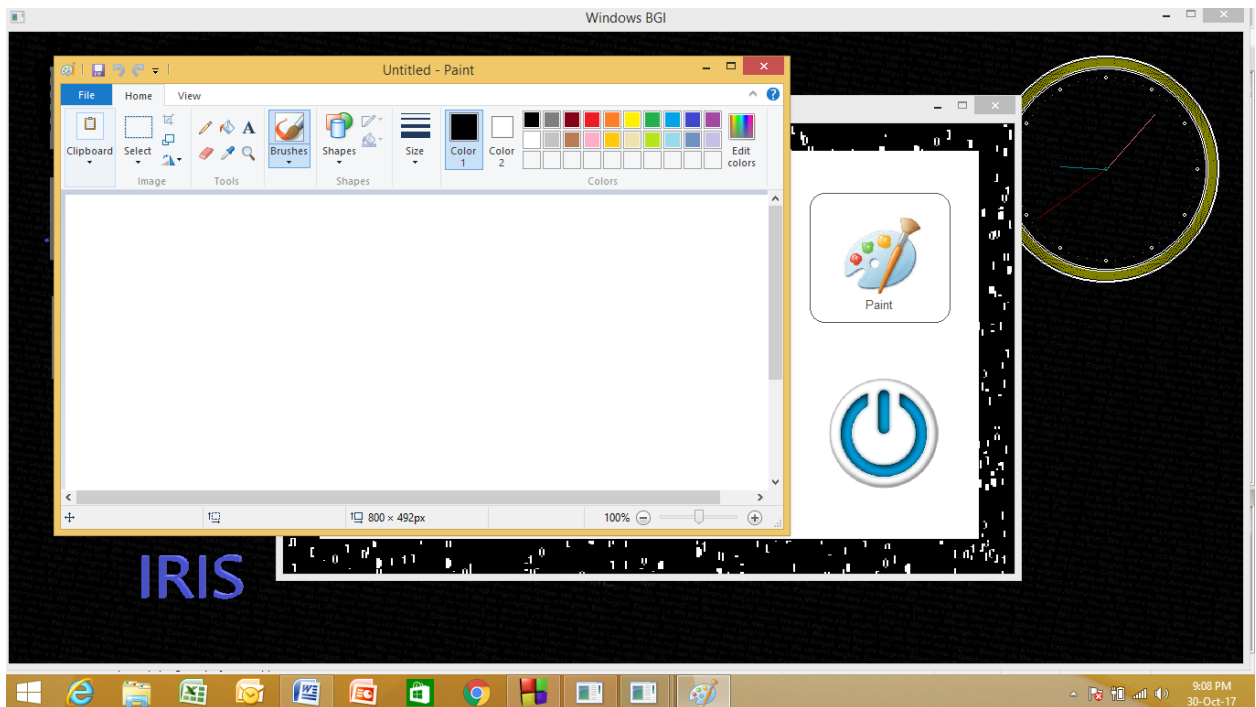 Windows BGI
Untitled - Paint
File Home View
Clipboard
Select
Brushes
Shapes
Size
Color
1
Color
2
Edit
colors
Image
Tools
Shapes
Colors
Paint
800 × 492px
100%
IRIS
9:08 PM
30-Oct-17